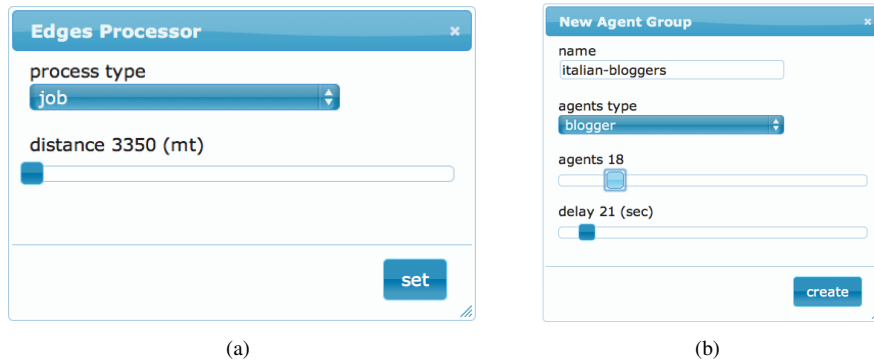 Edges Processor
process type
job
distance 3350 (mt)
set
(a)
New Agent Group
name
italian-bloggers
agents type
blogger
agents 18
delay 21 (sec)
create
(b)